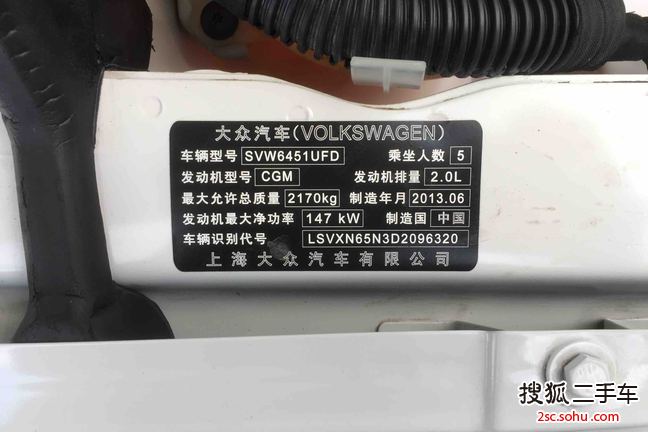 大众汽车(VOLKSWAGEN)
车辆型号 SVW6451UFD 乘坐人数 5
发动机型号 CGM 发动机排量 2.0L
最大允许总质量 2170kg 制造年月 2013.06
发动机最大净功率 147 kW 制造国 中国
车辆识别代号 LSVXN65N3D2096320
上海大众汽车有限公司
搜狐二手车
2sc.sohu.com